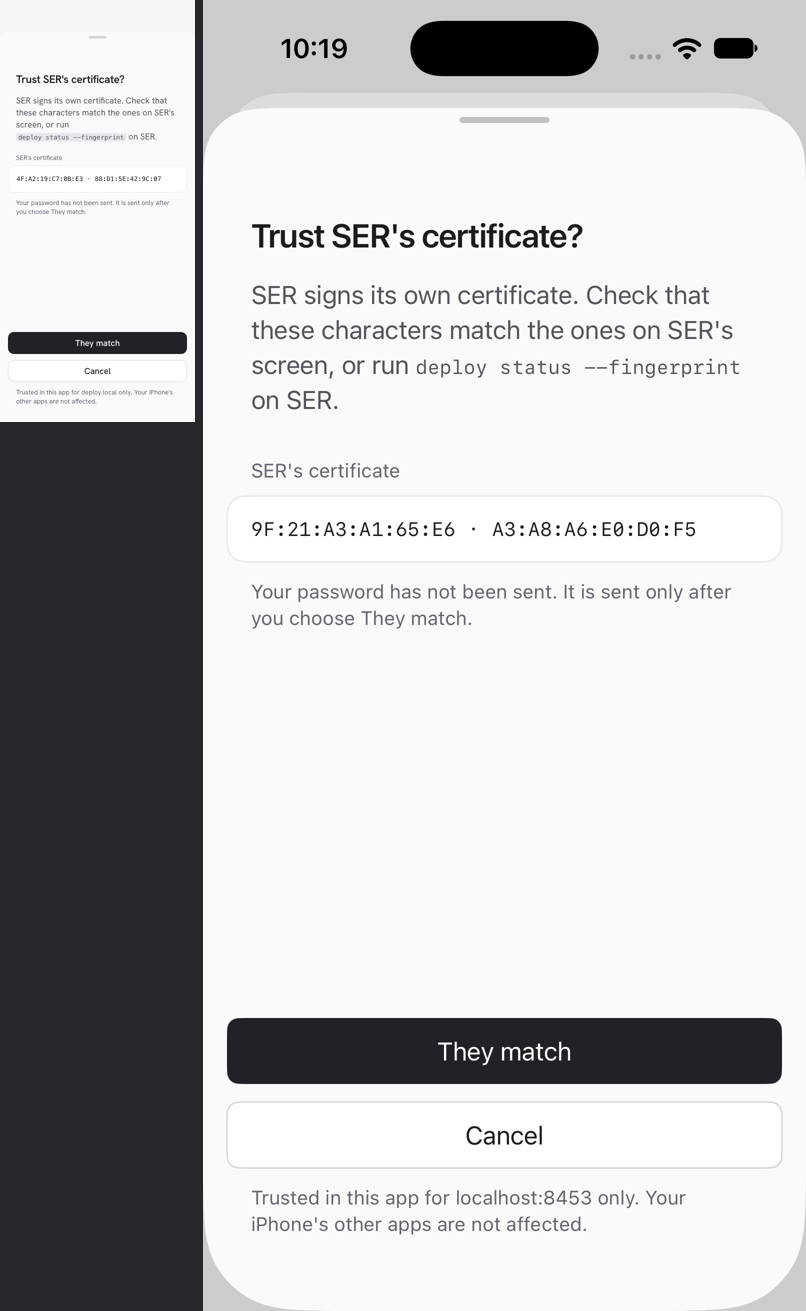 Trust SER's certificate?
SER signs its own certificate. Check that
these characters match the ones on SER's
screen, or run
deploy status --fingerprint on SER.
SER's certificate
4F:A2:19:C7:0B:E3 · 88:D1:5E:42:9C:07
Your password has not been sent. It is sent only after
you choose They match.
They match
Cancel
Trusted in this app for deploy.local only. Your iPhone's
other apps are not affected.
10:19
Trust SER's certificate?
SER signs its own certificate. Check that
these characters match the ones on SER's
screen, or run deploy status --fingerprint
on SER.
SER's certificate
9F:21:A3:A1:65:E6 · A3:A8:A6:E0:D0:F5
Your password has not been sent. It is sent only after
you choose They match.
They match
Cancel
Trusted in this app for localhost:8453 only. Your
iPhone's other apps are not affected.